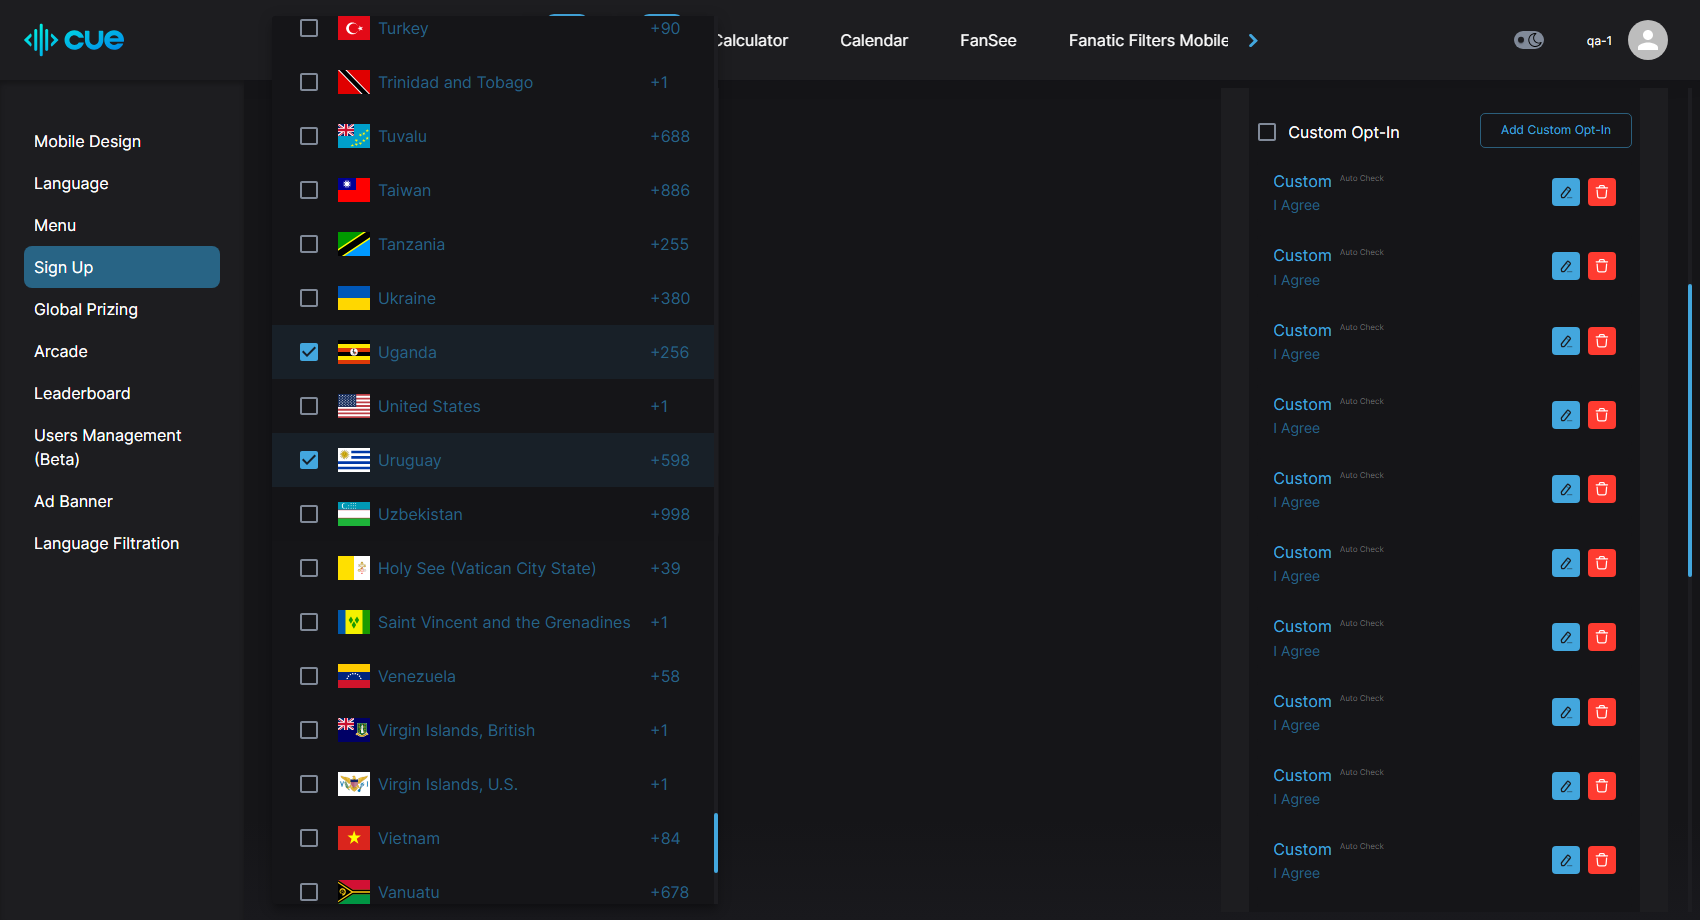 cue
Calculator
Calendar
FanSee
Fanatic Filters Mobile
qa-1
Mobile Design
Language
Menu
Sign Up
Global Prizing
Arcade
Leaderboard
Users Management
(Beta)
Ad Banner
Language Filtration
Turkey +90
Trinidad and Tobago +1
Tuvalu +688
Taiwan +886
Tanzania +255
Ukraine +380
Uganda +256
United States +1
Uruguay +598
Uzbekistan +998
Holy See (Vatican City State) +39
Saint Vincent and the Grenadines +1
Venezuela +58
Virgin Islands, British +1
Virgin Islands, U.S. +1
Vietnam +84
Vanuatu +678
Custom Opt-In
Add Custom Opt-In
Custom Auto Check
I Agree
Custom Auto Check
I Agree
Custom Auto Check
I Agree
Custom Auto Check
I Agree
Custom Auto Check
I Agree
Custom Auto Check
I Agree
Custom Auto Check
I Agree
Custom Auto Check
I Agree
Custom Auto Check
I Agree
Custom Auto Check
I Agree